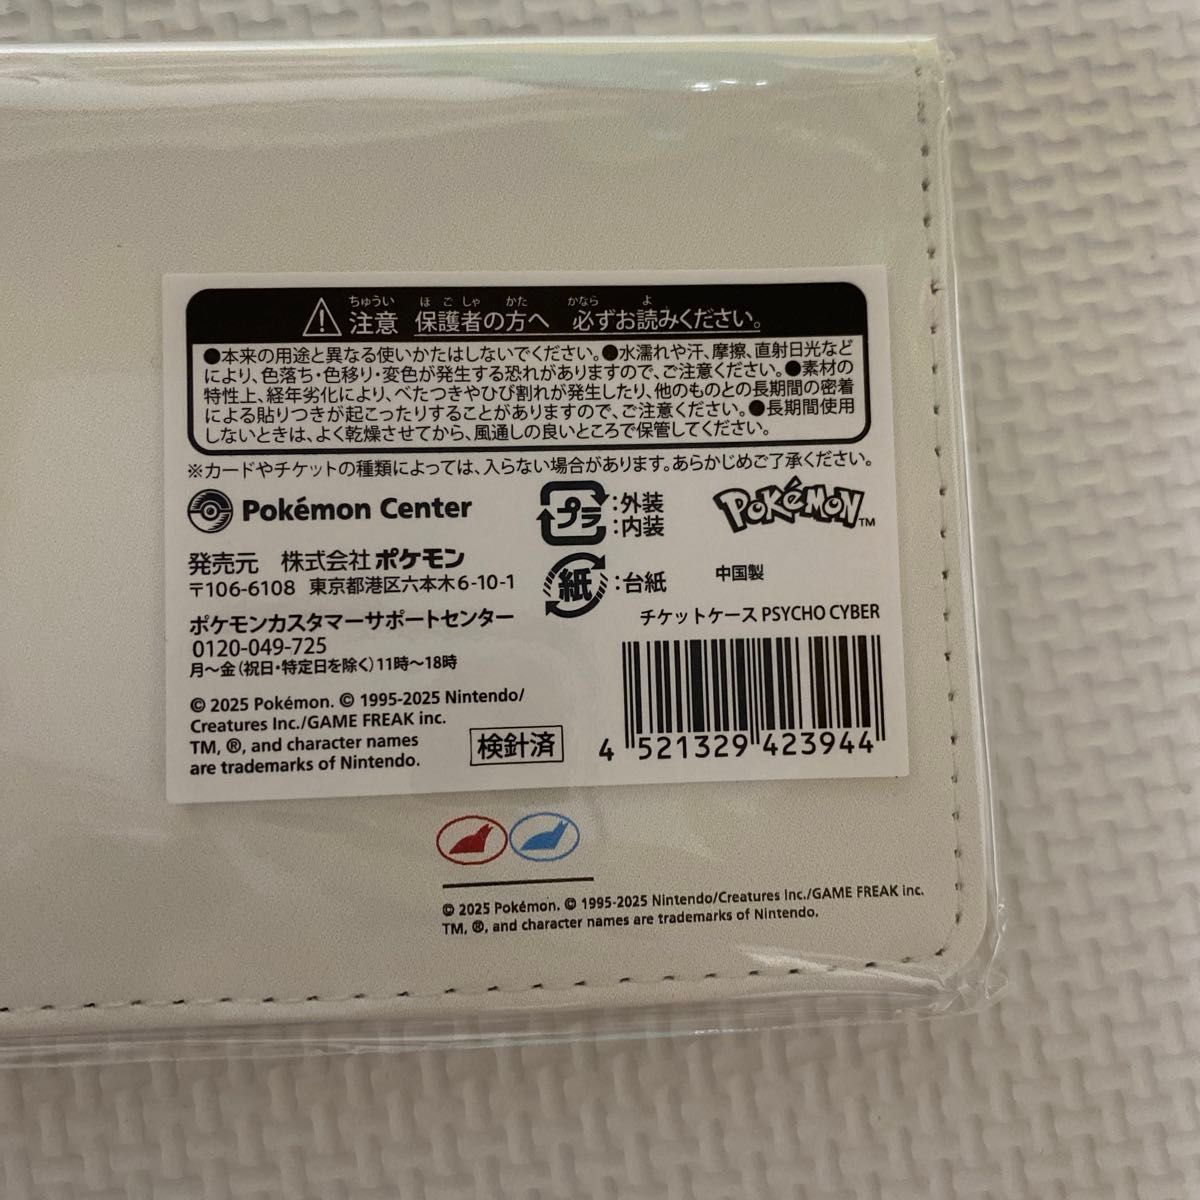 ちゅうい ほごしゃ かた かなら よ
注意 保護者の方へ 必ずお読みください。
●本来の用途と異なる使いかたはしないでください。●水濡れや汗、摩擦、直射日光など
により、色落ち・色移り・変色が発生する恐れがありますので、ご注意ください。●素材の
特性上、経年劣化により、べたつきやひび割れが発生したり、他のものとの長期間の密着
による貼りつきが起こったりすることがありますので、ご注意ください。●長期間使用
しないときは、よく乾燥させてから、風通しの良いところで保管してください。
※カードやチケットの種類によっては、入らない場合があります。あらかじめご了承ください。
Pokémon Center
プラ
:外装
:内装
POKéMON™
発売元 株式会社ポケモン
〒106-6108 東京都港区六本木6-10-1
紙
:台紙
中国製
ポケモンカスタマーサポートセンター
0120-049-725
月〜金(祝日・特定日を除く)11時〜18時
チケットケース PSYCHO CYBER
© 2025 Pokémon. © 1995-2025 Nintendo/
Creatures Inc./GAME FREAK inc.
TM, ®, and character names
are trademarks of Nintendo.
検針済
4 521329 423944
© 2025 Pokémon. © 1995-2025 Nintendo/Creatures Inc./GAME FREAK inc.
TM, ®, and character names are trademarks of Nintendo.